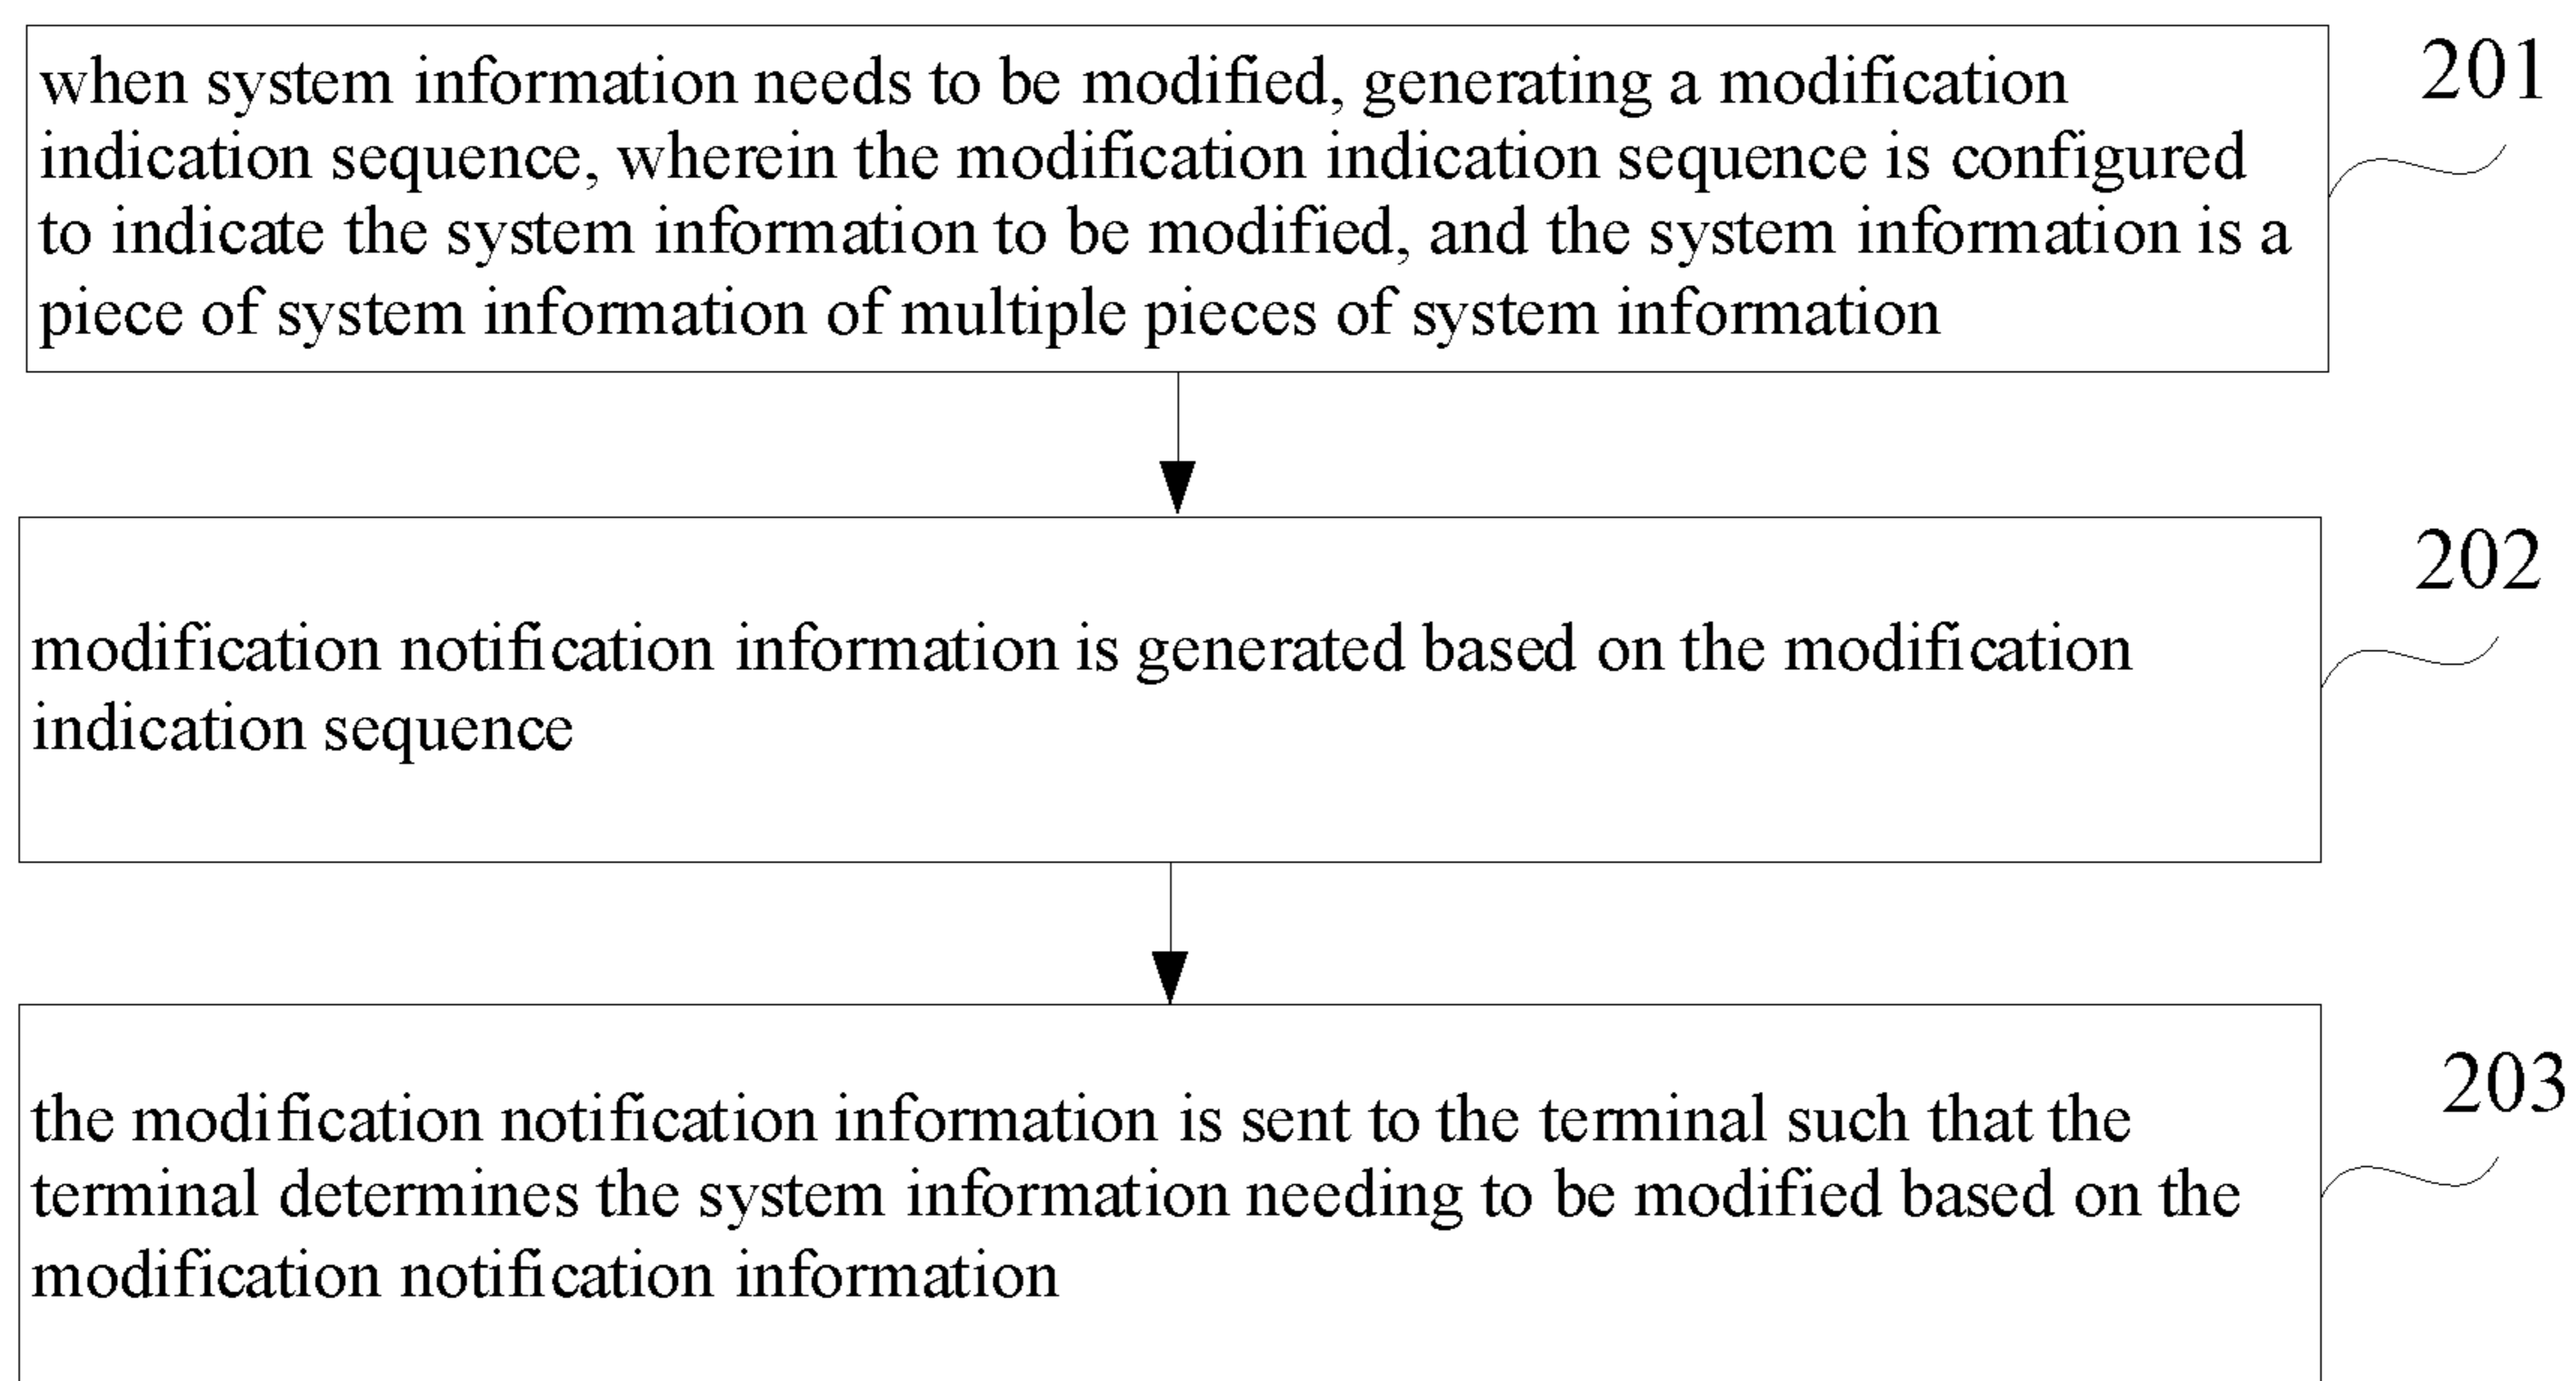 when system information needs to be modified, generating a modification
indication sequence, wherein the modification indication sequence is configured
to indicate the system information to be modified, and the system information is a
piece of system information of multiple pieces of system information
201
modification notification information is generated based on the modification
indication sequence
202
the modification notification information is sent to the terminal such that the
terminal determines the system information needing to be modified based on the
modification notification information
203